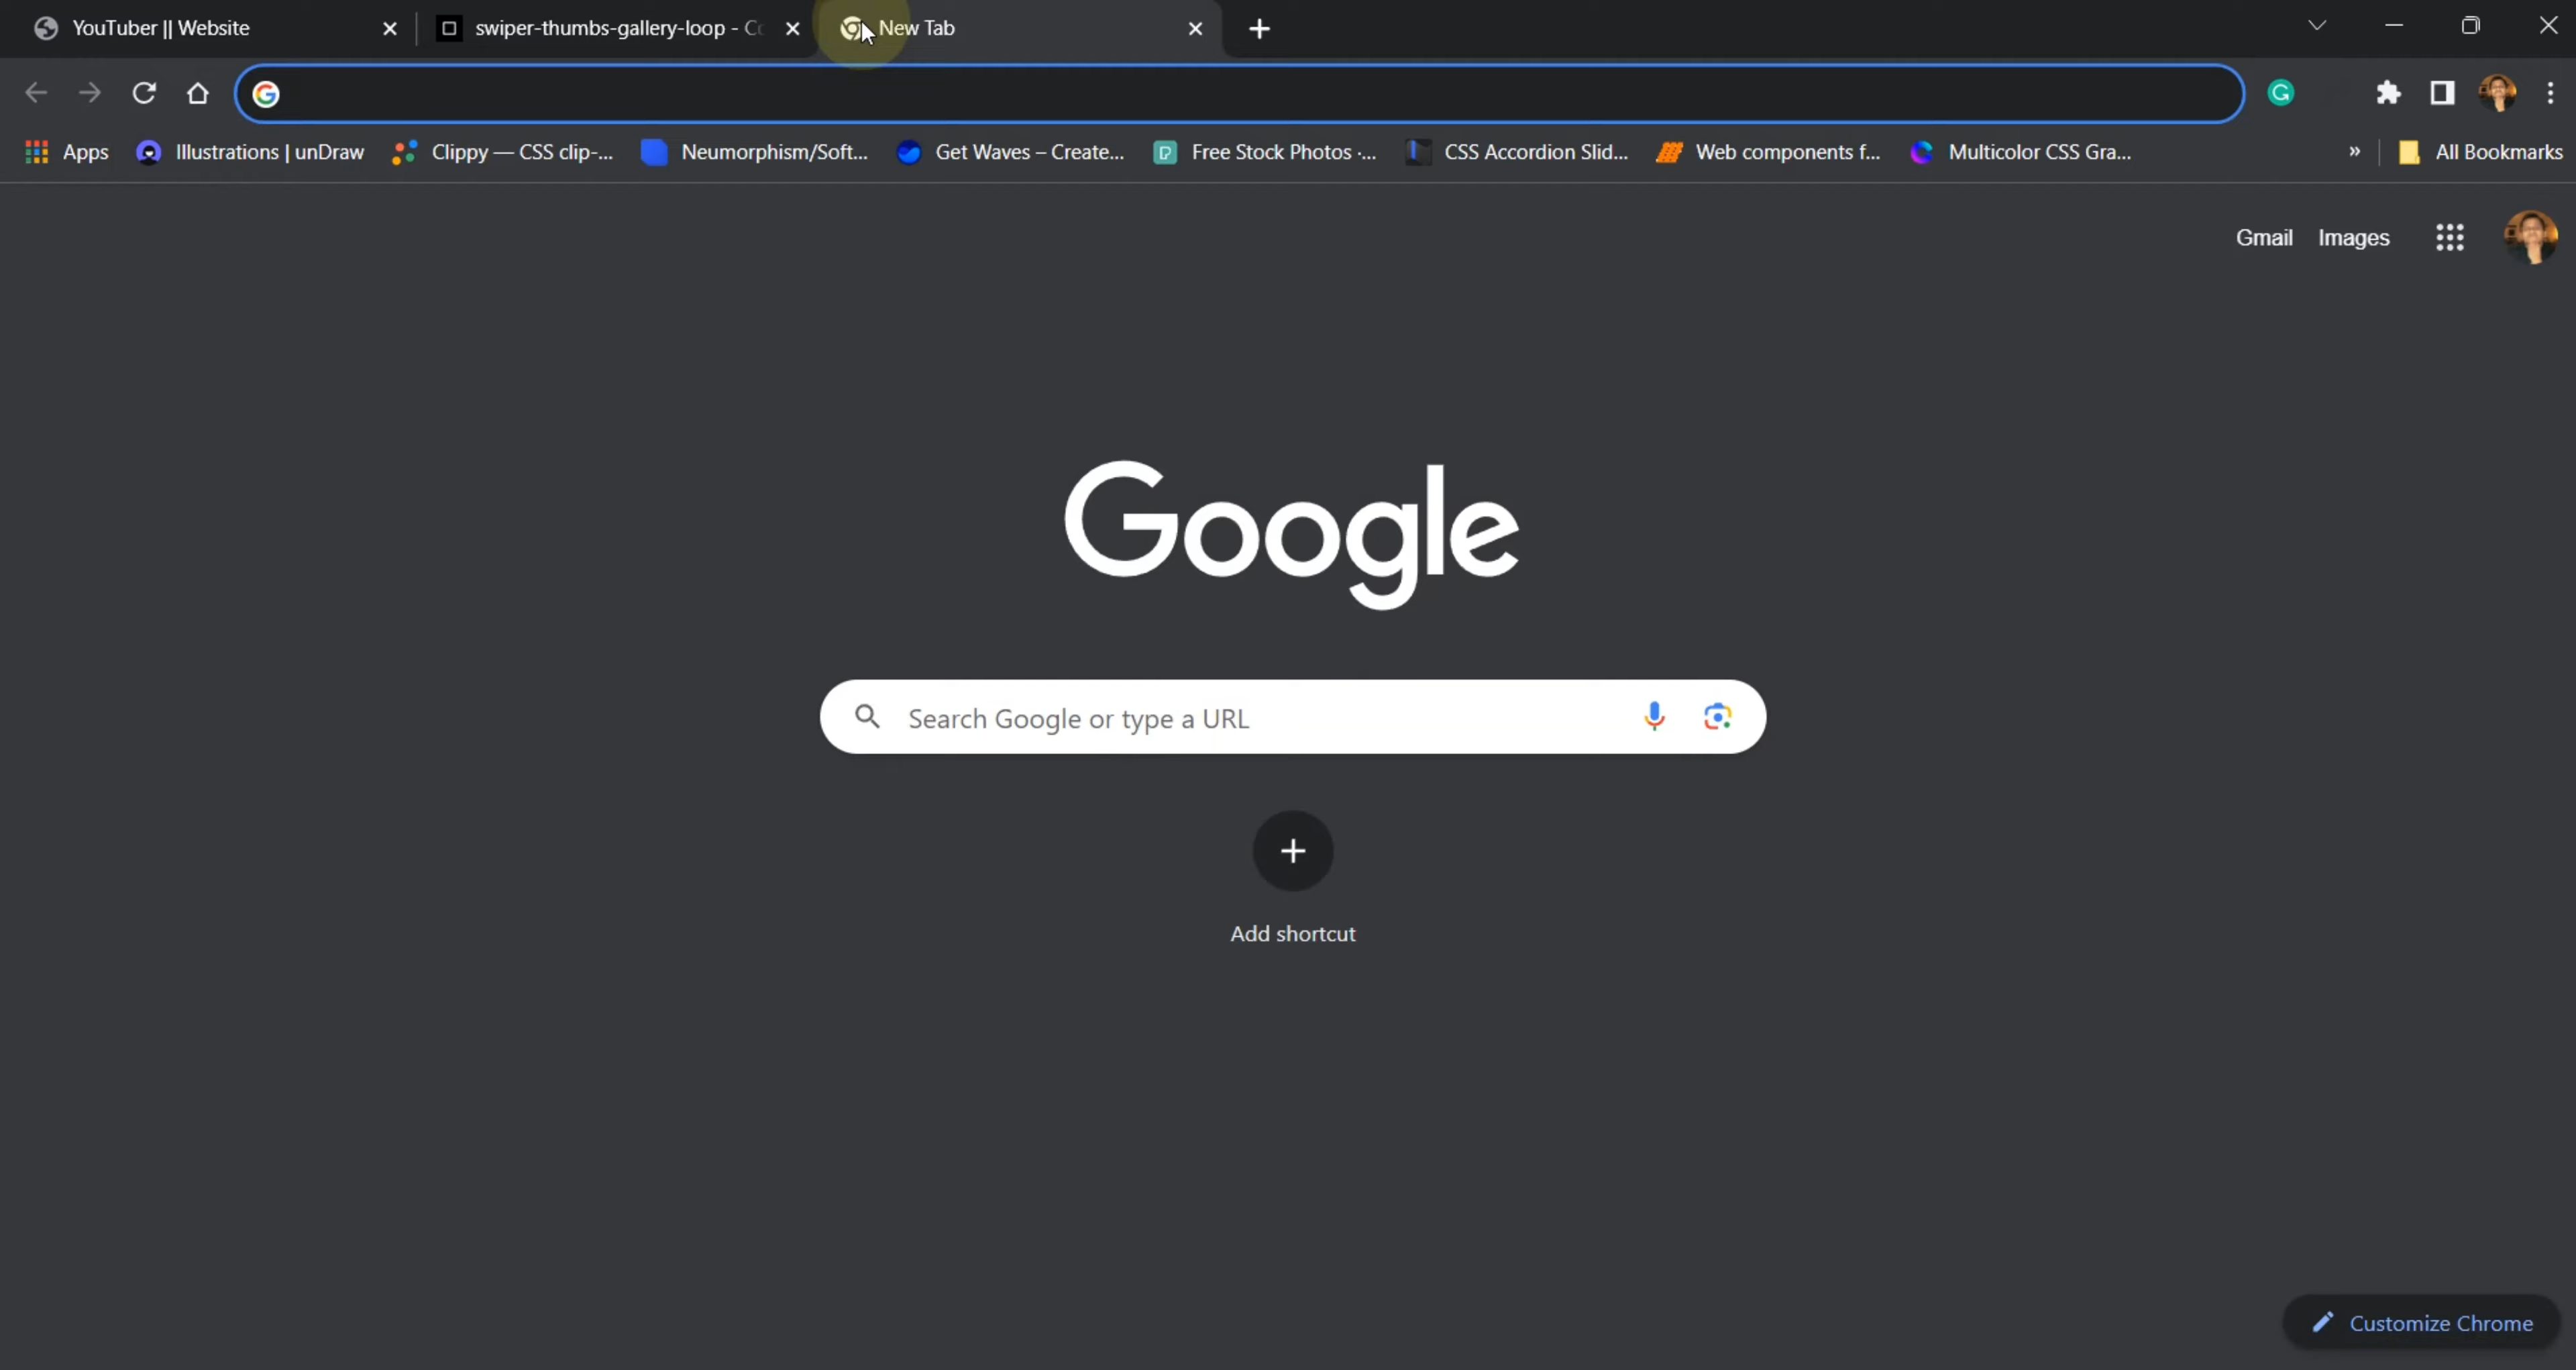 YouTuber || Website
swiper-thumbs-gallery-loop - Co
New Tab
Apps
Illustrations | unDraw
Clippy — CSS clip-...
Neumorphism/Soft...
Get Waves – Create...
Free Stock Photos ·...
CSS Accordion Slid...
Web components f...
Multicolor CSS Gra...
»
All Bookmarks
Gmail
Images
Google
Search Google or type a URL
Add shortcut
Customize Chrome